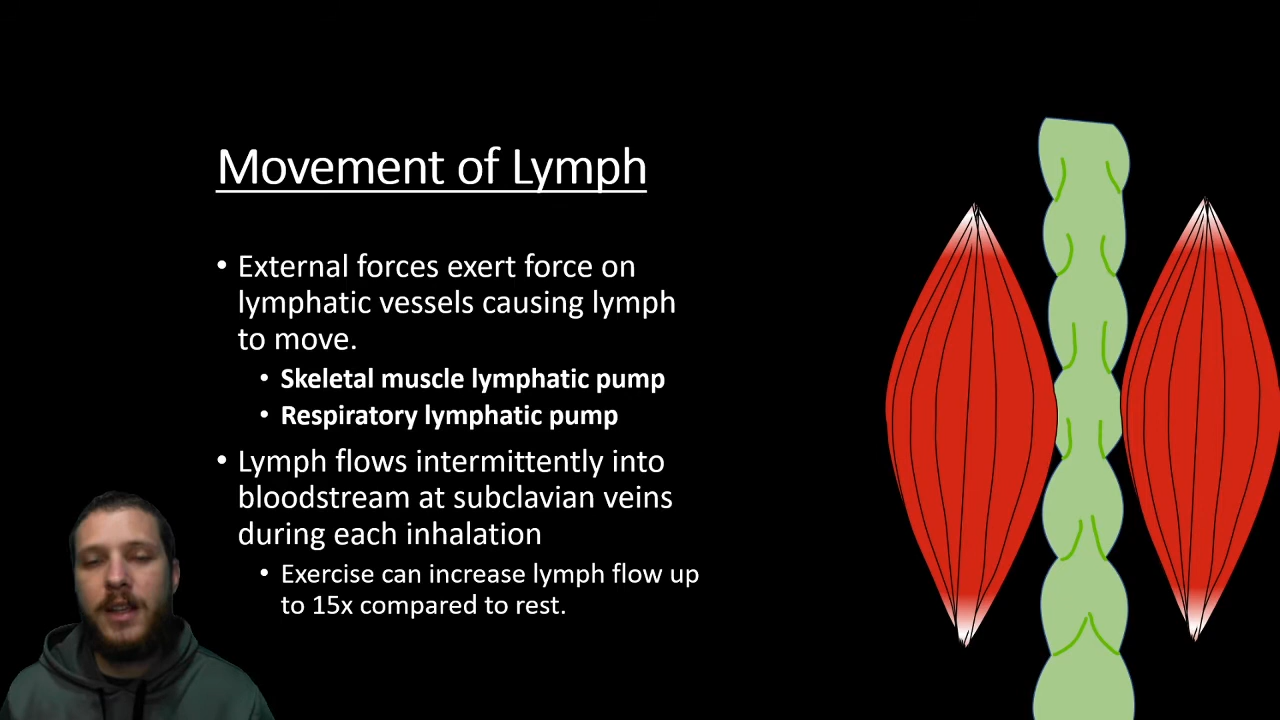 Movement of Lymph
• External forces exert force on
lymphatic vessels causing lymph
to move.
• Skeletal muscle lymphatic pump
• Respiratory lymphatic pump
• Lymph flows intermittently into
bloodstream at subclavian veins
during each inhalation
• Exercise can increase lymph flow up
to 15x compared to rest.